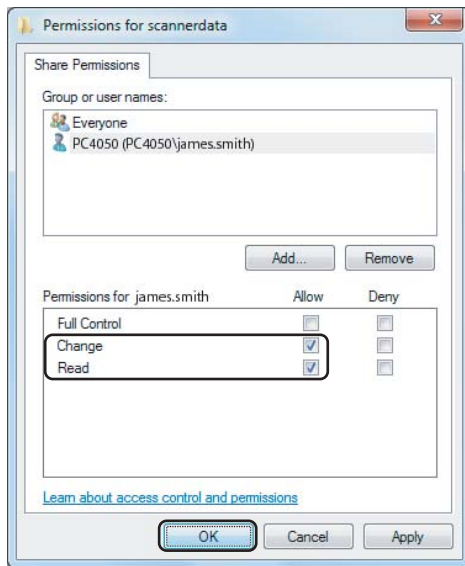 Permissions for scannerdata
Share Permissions
Group or user names:
Everyone
PC4050 (PC4050\james.smith)
Add... Remove
Permissions for james.smith Allow Deny
Full Control
Change
Read
Learn about access control and permissions
OK Cancel Apply